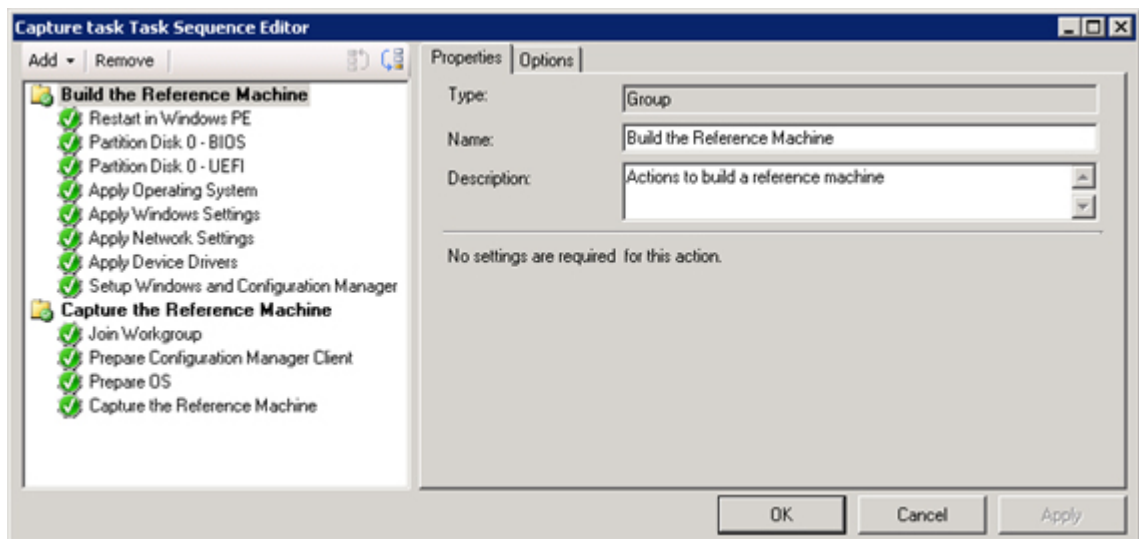 Capture task Task Sequence Editor
Add Remove
Build the Reference Machine
Restart in Windows PE
Partition Disk 0 - BIOS
Partition Disk 0 - UEFI
Apply Operating System
Apply Windows Settings
Apply Network Settings
Apply Device Drivers
Setup Windows and Configuration Manager
Capture the Reference Machine
Join Workgroup
Prepare Configuration Manager Client
Prepare OS
Capture the Reference Machine
Properties Options
Type: Group
Name: Build the Reference Machine
Description: Actions to build a reference machine
No settings are required for this action.
OK Cancel Apply